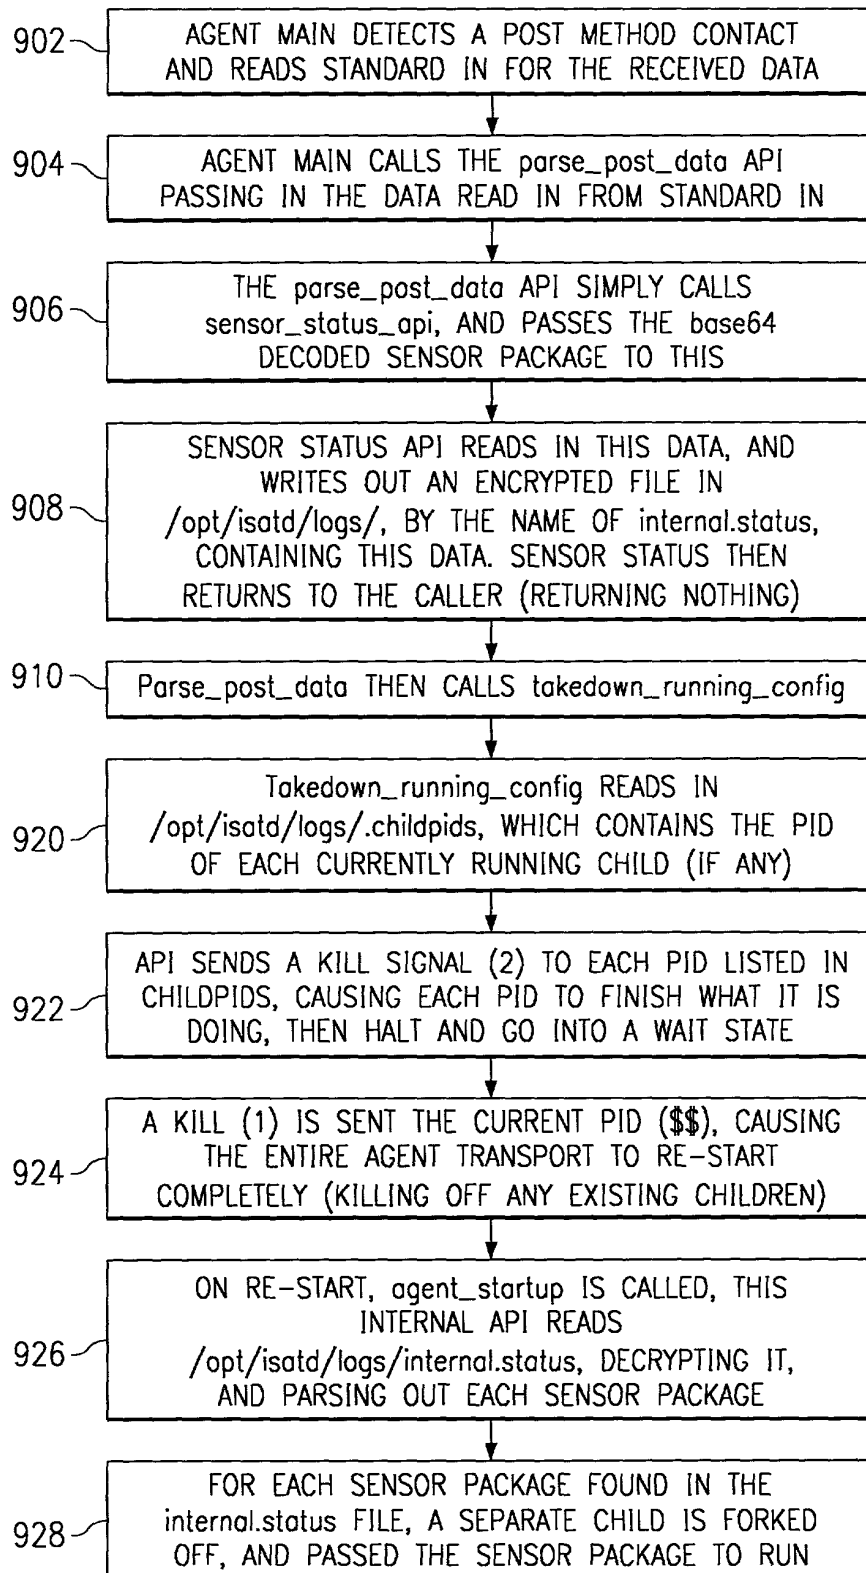 902
AGENT MAIN DETECTS A POST METHOD CONTACT
AND READS STANDARD IN FOR THE RECEIVED DATA
904
AGENT MAIN CALLS THE parse_post_data API
PASSING IN THE DATA READ IN FROM STANDARD IN
906
THE parse_post_data API SIMPLY CALLS
sensor_status_api, AND PASSES THE base64
DECODED SENSOR PACKAGE TO THIS
908
SENSOR STATUS API READS IN THIS DATA, AND
WRITES OUT AN ENCRYPTED FILE IN
/opt/isatd/logs/, BY THE NAME OF internal.status,
CONTAINING THIS DATA. SENSOR STATUS THEN
RETURNS TO THE CALLER (RETURNING NOTHING)
910
Parse_post_data THEN CALLS takedown_running_config
920
Takedown_running_config READS IN
/opt/isatd/logs/.childpids, WHICH CONTAINS THE PID
OF EACH CURRENTLY RUNNING CHILD (IF ANY)
922
API SENDS A KILL SIGNAL (2) TO EACH PID LISTED IN
CHILDPIDS, CAUSING EACH PID TO FINISH WHAT IT IS
DOING, THEN HALT AND GO INTO A WAIT STATE
924
A KILL (1) IS SENT THE CURRENT PID ($$), CAUSING
THE ENTIRE AGENT TRANSPORT TO RE-START
COMPLETELY (KILLING OFF ANY EXISTING CHILDREN)
926
ON RE-START, agent_startup IS CALLED, THIS
INTERNAL API READS
/opt/isatd/logs/internal.status, DECRYPTING IT,
AND PARSING OUT EACH SENSOR PACKAGE
928
FOR EACH SENSOR PACKAGE FOUND IN THE
internal.status FILE, A SEPARATE CHILD IS FORKED
OFF, AND PASSED THE SENSOR PACKAGE TO RUN